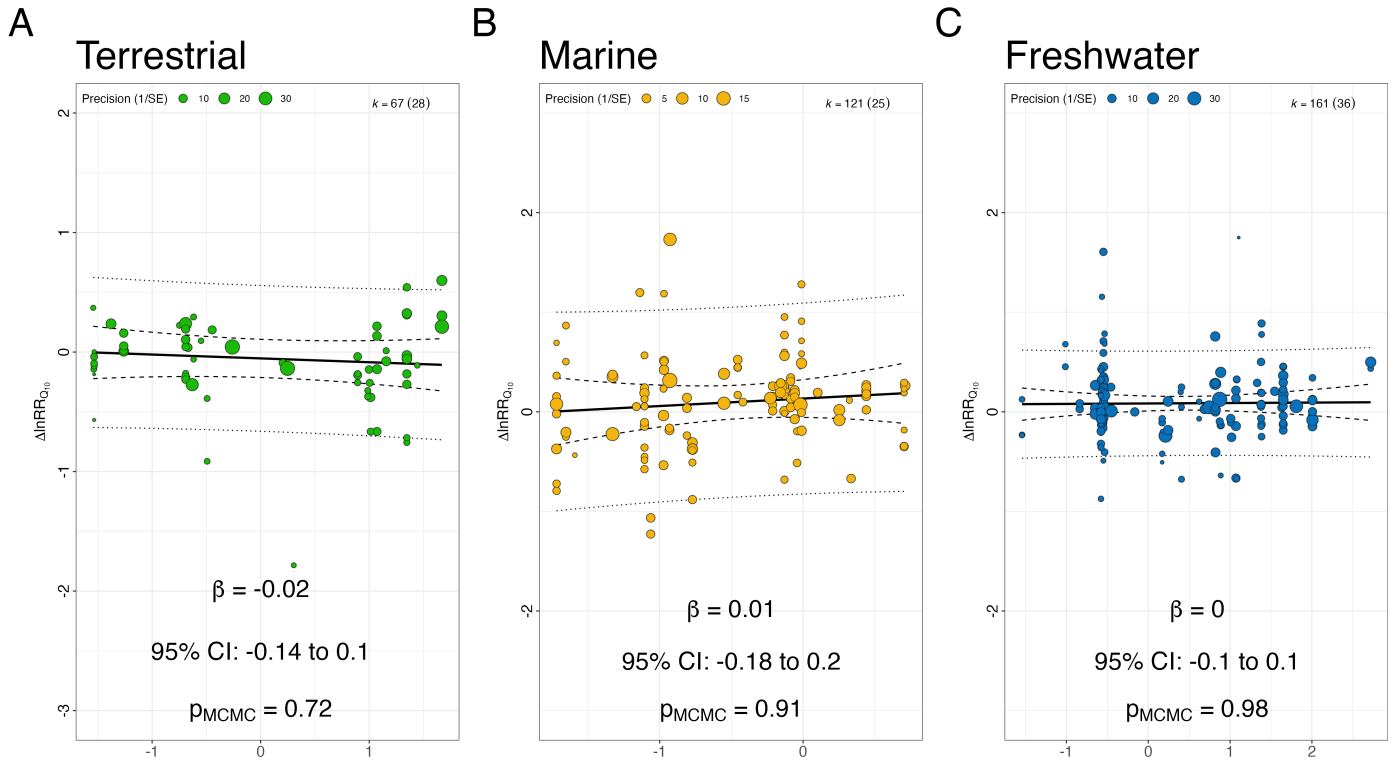 A
Terrestrial
Precision (1/SE) 10 20 30
k = 67 (28)
2
1
0
-1
-2
-3
ΔlnRRQ10
β = -0.02
95% CI: -0.14 to 0.1
pMCMC = 0.72
-1 0 1
B
Marine
Precision (1/SE) 5 10 15
k = 121 (25)
2
0
-2
ΔlnRRQ10
β = 0.01
95% CI: -0.18 to 0.2
pMCMC = 0.91
-1 0
C
Freshwater
Precision (1/SE) 10 20 30
k = 161 (36)
2
0
-2
ΔlnRRQ10
β = 0
95% CI: -0.1 to 0.1
pMCMC = 0.98
-1 0 1 2